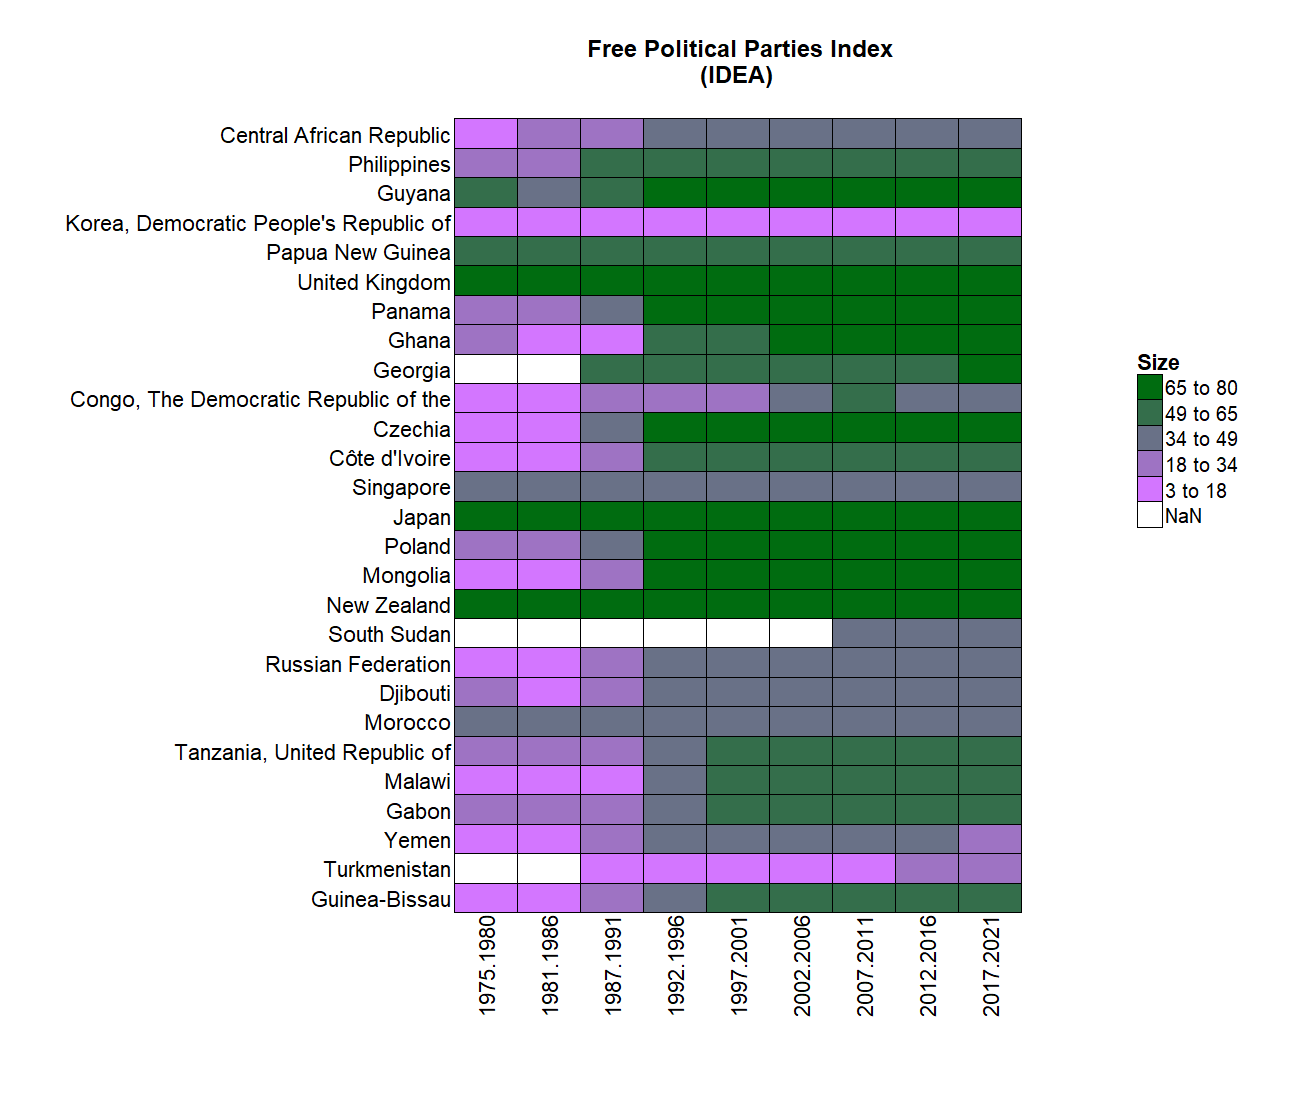 Free Political Parties Index
(IDEA)
Central African Republic
Philippines
Guyana
Korea, Democratic People's Republic of
Papua New Guinea
United Kingdom
Panama
Ghana
Georgia
Congo, The Democratic Republic of the
Czechia
Côte d'Ivoire
Singapore
Japan
Poland
Mongolia
New Zealand
South Sudan
Russian Federation
Djibouti
Morocco
Tanzania, United Republic of
Malawi
Gabon
Yemen
Turkmenistan
Guinea-Bissau
1975.1980
1981.1986
1987.1991
1992.1996
1997.2001
2002.2006
2007.2011
2012.2016
2017.2021
Size
65 to 80
49 to 65
34 to 49
18 to 34
3 to 18
NaN